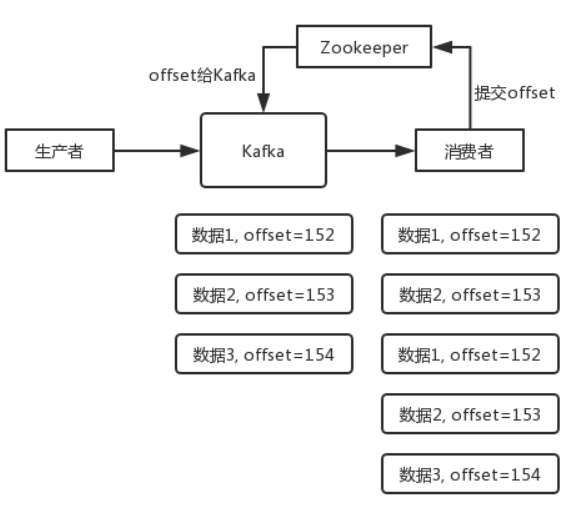 Zookeeper
offset给Kafka
提交offset
生产者
Kafka
消费者
数据1, offset=152
数据1, offset=152
数据2, offset=153
数据2, offset=153
数据3, offset=154
数据1, offset=152
数据2, offset=153
数据3, offset=154